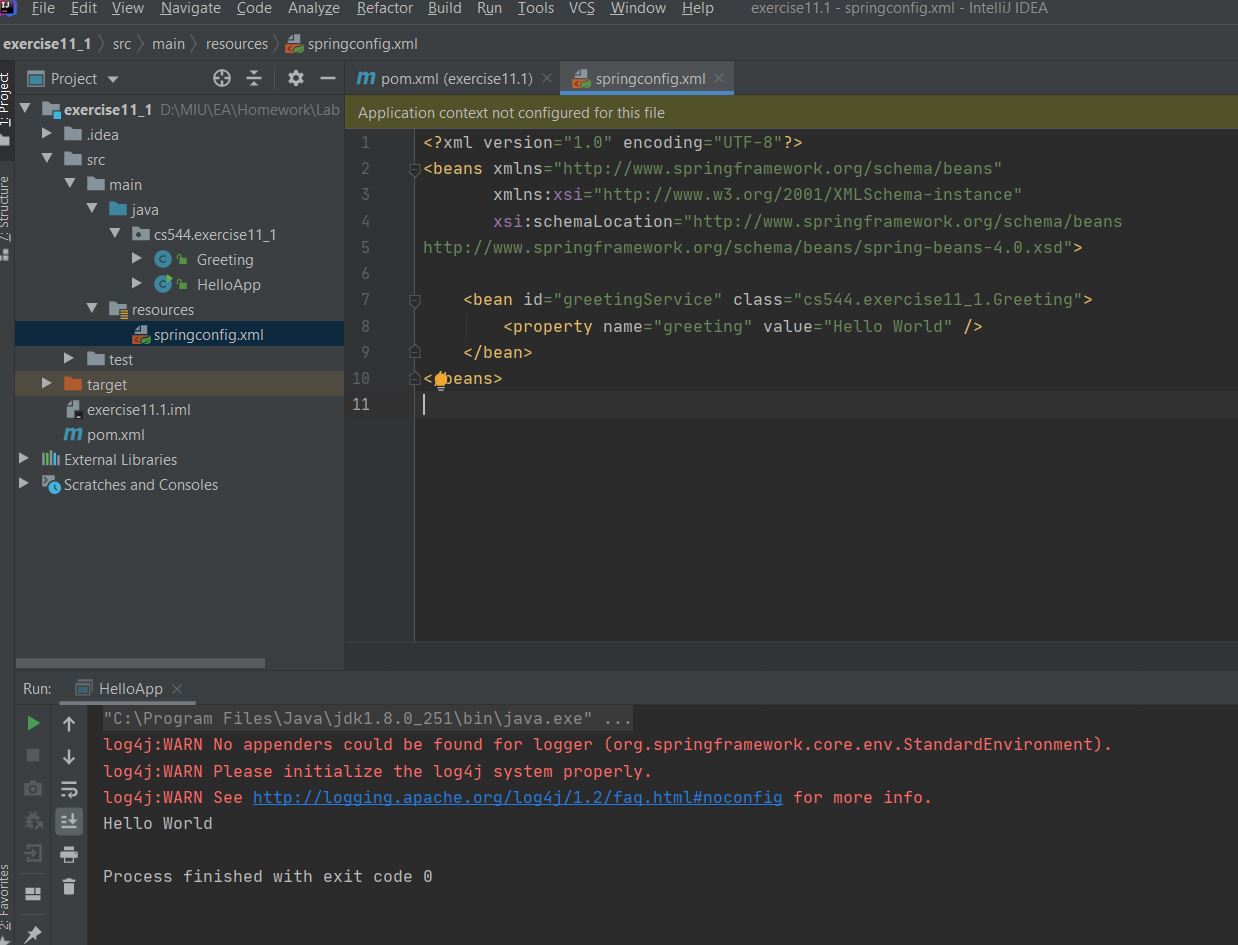 File Edit View Navigate Code Analyze Refactor Build Run Tools VCS Window Help exercise11.1 - springconfig.xml - IntelliJ IDEA
exercise11_1 src main resources springconfig.xml
1: Project
Project
pom.xml (exercise11.1) springconfig.xml
exercise11_1 D:\MIU\EA\Homework\Lab
.idea
src
main
java
cs544.exercise11_1
Greeting
HelloApp
resources
springconfig.xml
test
target
exercise11.1.iml
pom.xml
External Libraries
Scratches and Consoles
Z: Structure
Application context not configured for this file
1 <?xml version="1.0" encoding="UTF-8"?>
2 <beans xmlns="http://www.springframework.org/schema/beans"
3 xmlns:xsi="http://www.w3.org/2001/XMLSchema-instance"
4 xsi:schemaLocation="http://www.springframework.org/schema/beans
5 http://www.springframework.org/schema/beans/spring-beans-4.0.xsd">
6
7 <bean id="greetingService" class="cs544.exercise11_1.Greeting">
8 <property name="greeting" value="Hello World" />
9 </bean>
10 <beans>
11
Run: HelloApp
"C:\Program Files\Java\jdk1.8.0_251\bin\java.exe" ...
log4j:WARN No appenders could be found for logger (org.springframework.core.env.StandardEnvironment).
log4j:WARN Please initialize the log4j system properly.
log4j:WARN See http://logging.apache.org/log4j/1.2/faq.html#noconfig for more info.
Hello World
Process finished with exit code 0
2: Favorites